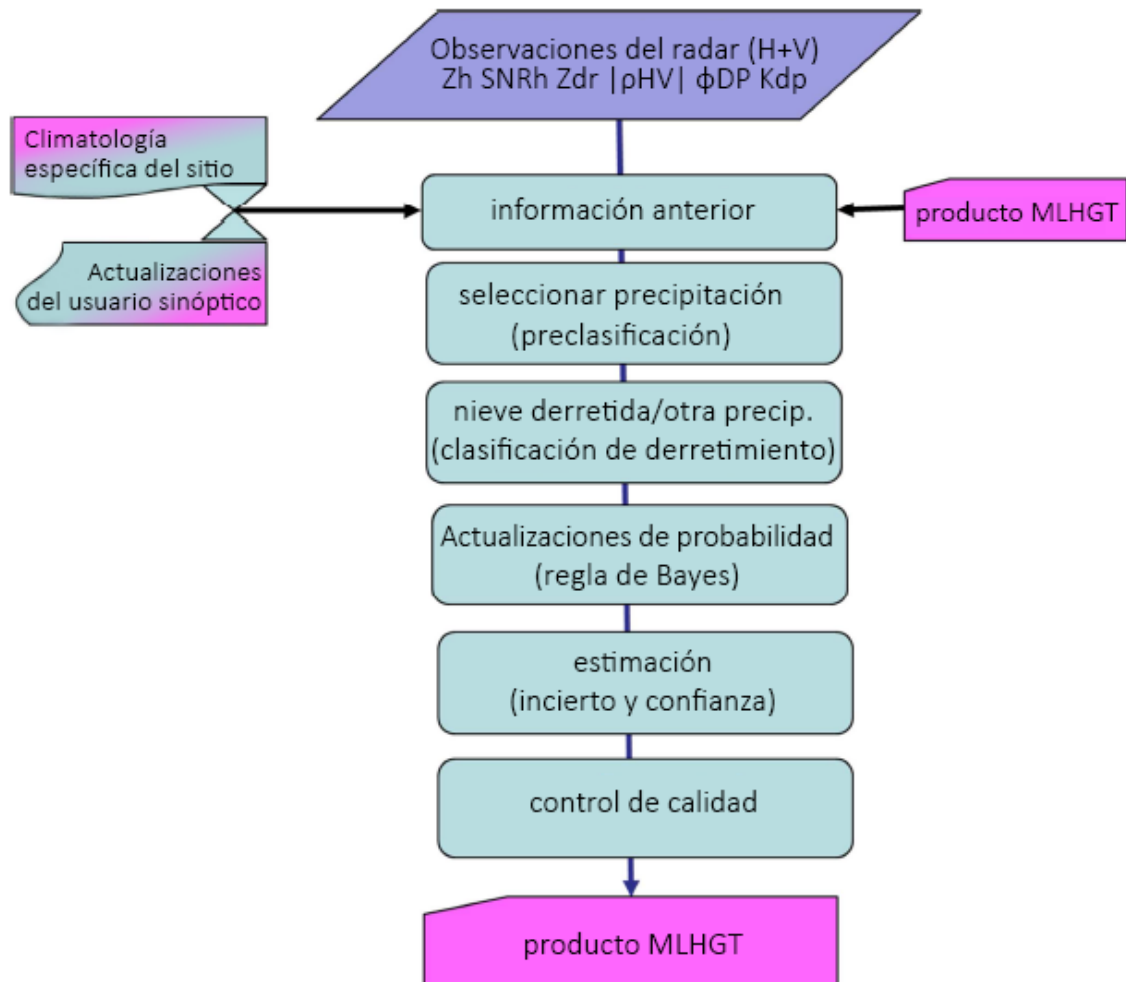 Observaciones del radar (H+V)
Zh SNRh Zdr |ρHV| ϕDP Kdp
Climatología
específica del sitio
información anterior
producto MLHGT
Actualizaciones
del usuario sinóptico
seleccionar precipitación
(preclasificación)
nieve derretida/otra precip.
(clasificación de derretimiento)
Actualizaciones de probabilidad
(regla de Bayes)
estimación
(incierto y confianza)
control de calidad
producto MLHGT